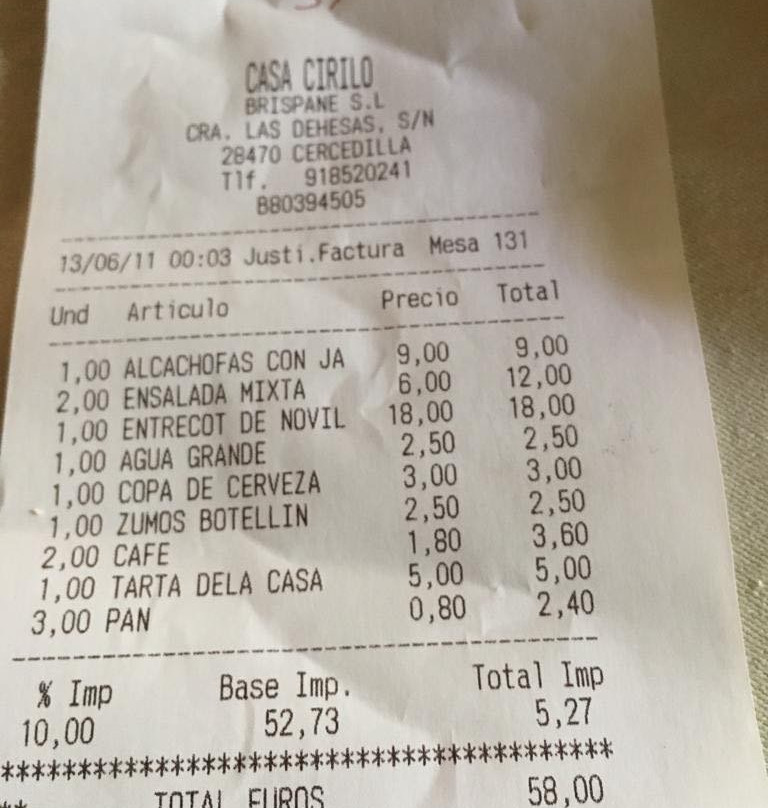 CASA CIRILO
BRISPANE S.L
CRA. LAS DEHESAS, S/N
28470 CERCEDILLA
Tlf. 918520241
B80394505
13/06/11 00:03 Justi.Factura Mesa 131
Und Articulo Precio Total
1,00 ALCACHOFAS CON JA 9,00 9,00
2,00 ENSALADA MIXTA 6,00 12,00
1,00 ENTRECOT DE NOVIL 18,00 18,00
1,00 AGUA GRANDE 2,50 2,50
1,00 COPA DE CERVEZA 3,00 3,00
1,00 ZUMOS BOTELLIN 2,50 2,50
2,00 CAFE 1,80 3,60
1,00 TARTA DELA CASA 5,00 5,00
3,00 PAN 0,80 2,40
% Imp Base Imp. Total Imp
10,00 52,73 5,27
****************************************
** TOTAL EUROS 58,00